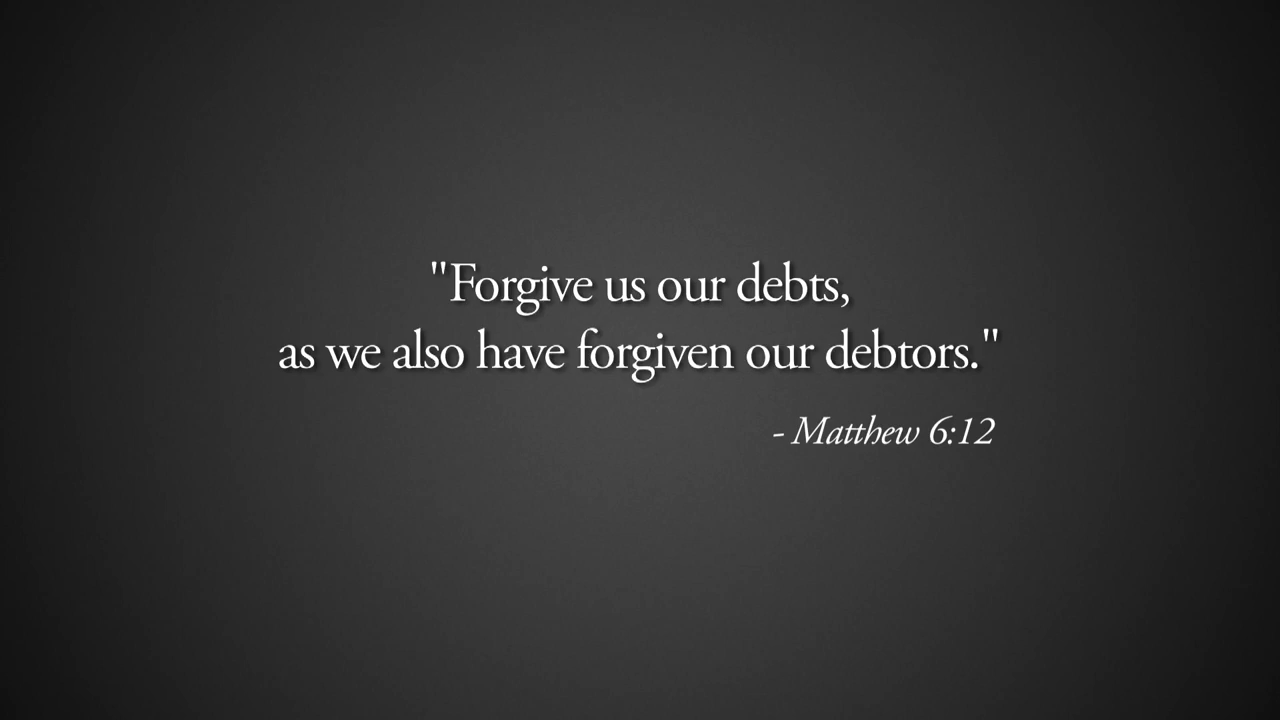 "Forgive us our debts,
as we also have forgiven our debtors."
- Matthew 6:12